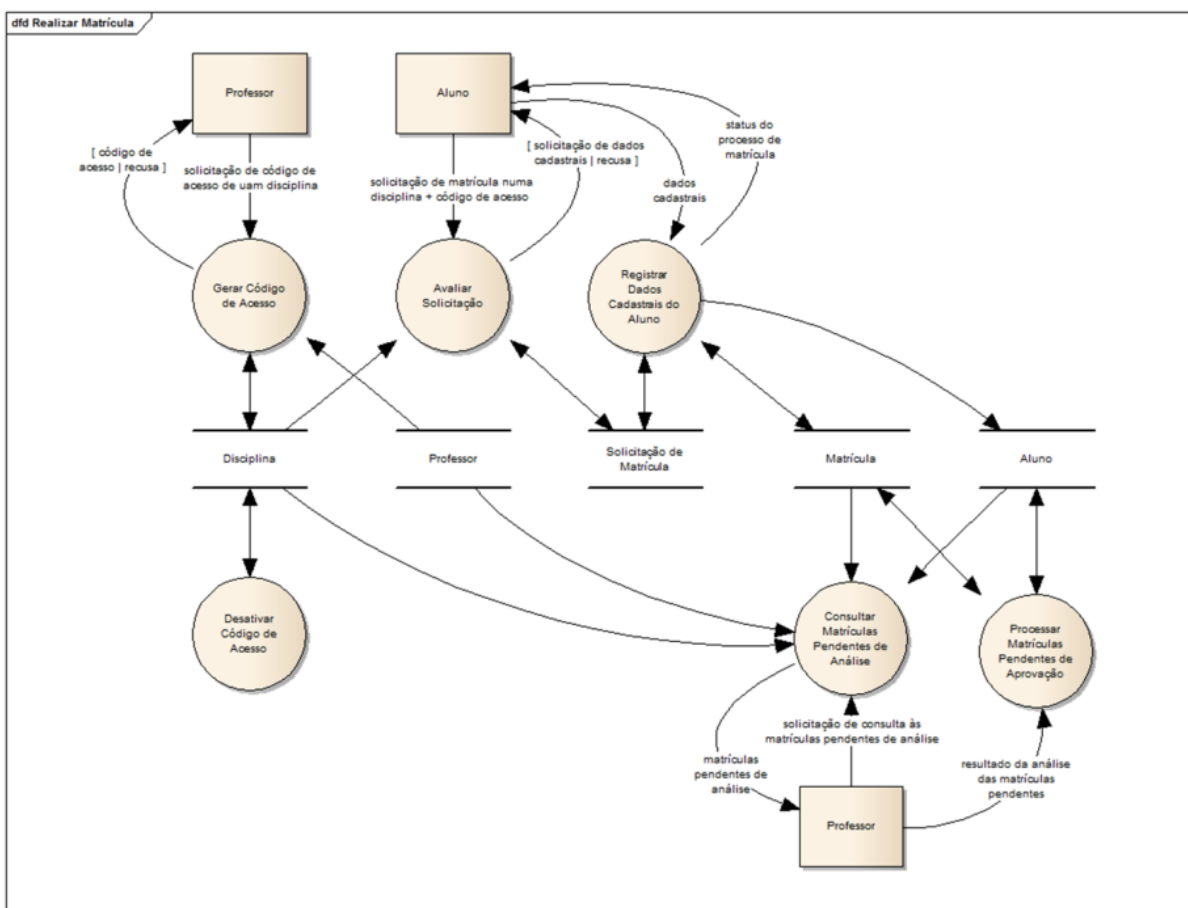 dfd Realizar Matrícula
Professor
Aluno
[ código de
acesso | recusa ]
solicitação de código de
acesso de uam disciplina
solicitação de matrícula numa
disciplina + código de acesso
[ solicitação de dados
cadastrais | recusa ]
dados
cadastrais
status do
processo de
matrícula
Gerar Código
de Acesso
Avaliar
Solicitação
Registrar
Dados
Cadastrais do
Aluno
Disciplina
Professor
Solicitação de
Matrícula
Matrícula
Aluno
Desativar
Código de
Acesso
Consultar
Matrículas
Pendentes de
Análise
Processar
Matrículas
Pendentes de
Aprovação
matrículas
pendentes de
análise
solicitação de consulta às
matrículas pendentes de análise
resultado da análise
das matrículas
pendentes
Professor